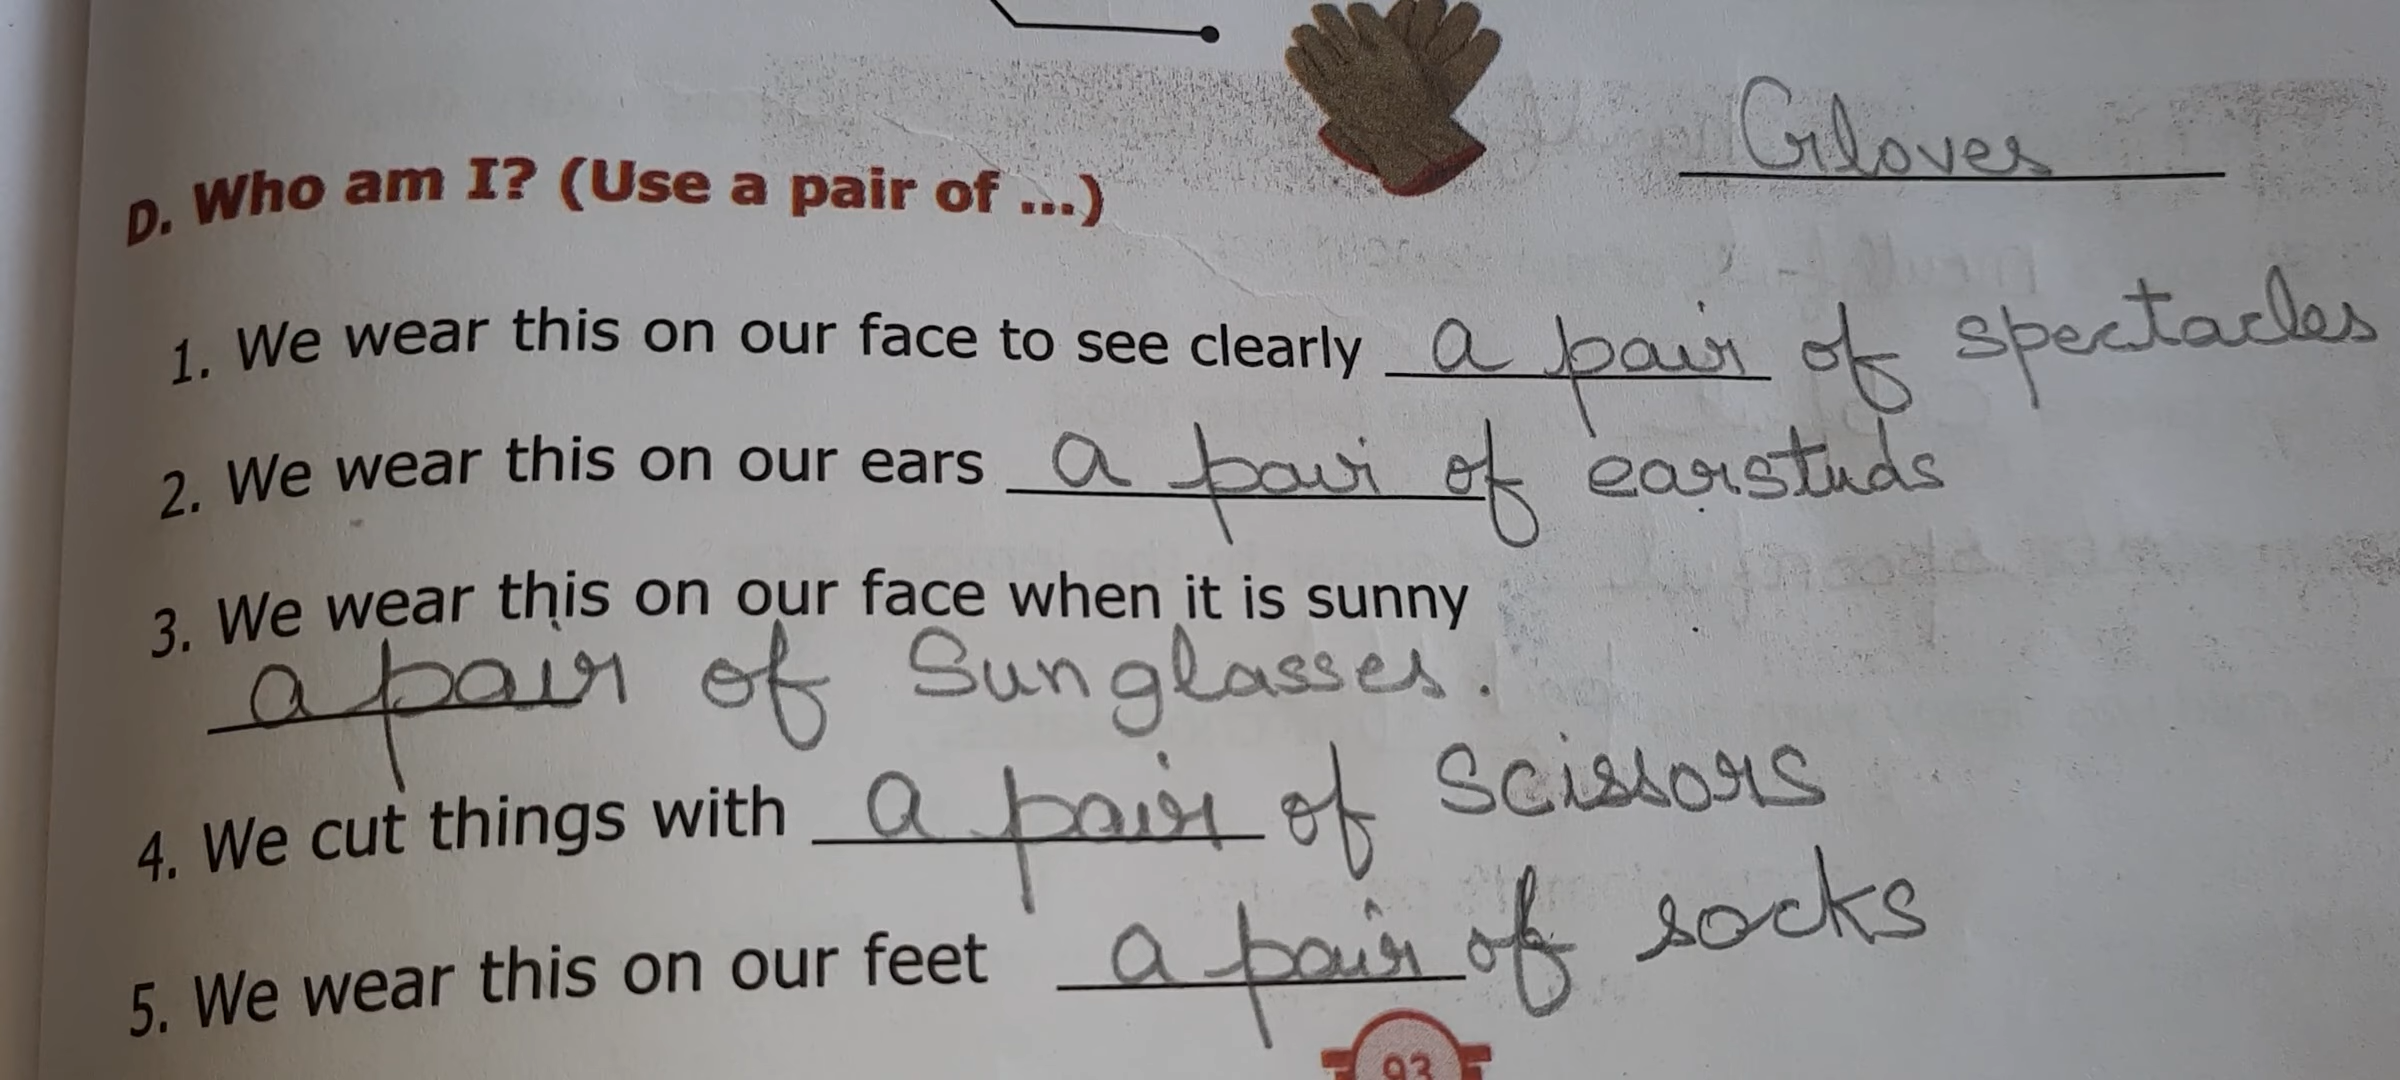 Gloves
D. Who am I? (Use a pair of ...)
1. We wear this on our face to see clearly a pair of spectacles
2. We wear this on our ears a pair of earstuds
3. We wear this on our face when it is sunny
a pair of Sunglasses.
4. We cut things with a pair of Scissors
5. We wear this on our feet a pair of socks
93